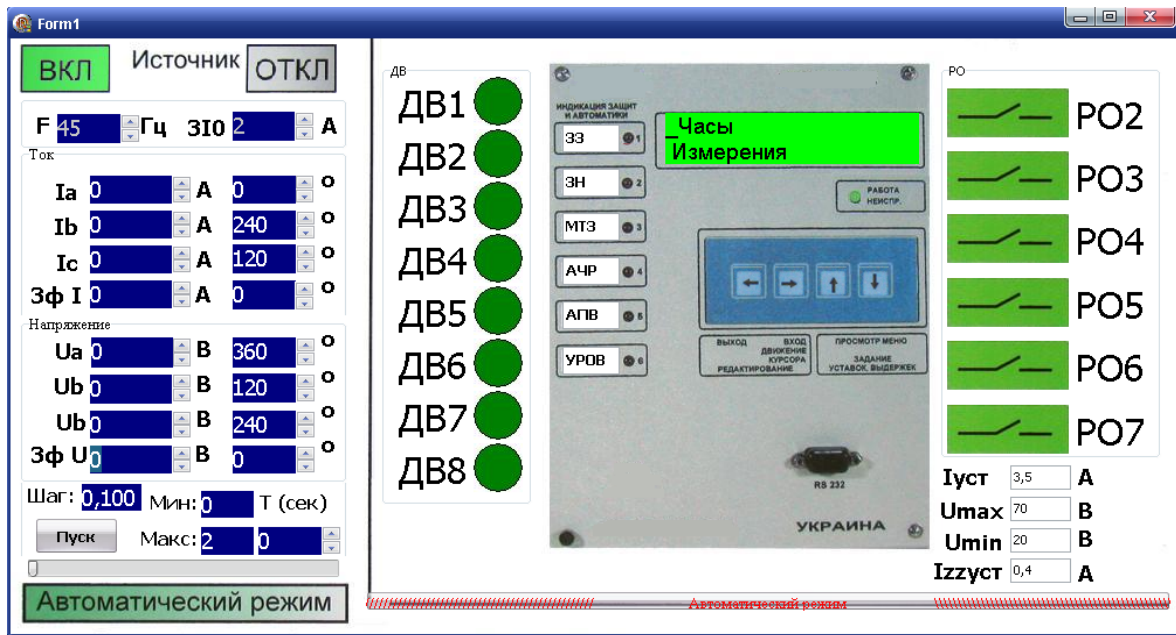 Form1
ВКЛ Источник ОТКЛ
F 45 Гц 3I0 2 A
Ток
Ia 0 A 0 o
Ib 0 A 240 o
Ic 0 A 120 o
3ф I 0 A 0 o
Напряжение
Ua 0 В 360 o
Ub 0 В 120 o
Ub 0 В 240 o
3ф U 0 В 0 o
Шаг: 0,100 Мин: 0 Т (сек)
Пуск Макс: 2 0
Автоматический режим
ДВ
ДВ1
ДВ2
ДВ3
ДВ4
ДВ5
ДВ6
ДВ7
ДВ8
ИНДИКАЦИЯ ЗАЩИТ
И АВТОМАТИКИ
ЗЗ 1
ЗН 2
МТЗ 3
АЧР 4
АПВ 5
УРОВ 6
_Часы
Измерения
РАБОТА
НЕИСПР.
ВЫХОД ВХОД
ДВИЖЕНИЕ
КУРСОРА
РЕДАКТИРОВАНИЕ
ПРОСМОТР МЕНЮ
ЗАДАНИЕ
УСТАВОК, ВЫДЕРЖЕК
RS 232
УКРАИНА
РО
РО2
РО3
РО4
РО5
РО6
РО7
Iуст 3,5 А
Umax 70 В
Umin 20 В
Izzуст 0,4 А
Автоматический режим